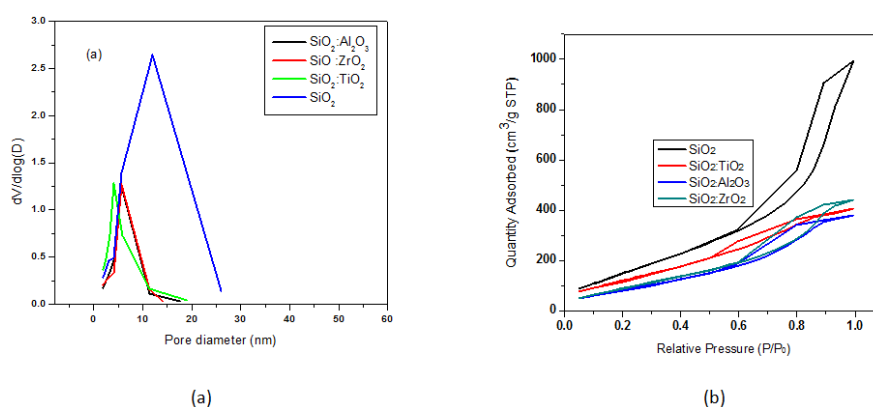 3.0
2.5
2.0
1.5
1.0
0.5
0.0
dV/dlog(D)
(a)
SiO₂:Al₂O₃
SiO :ZrO₂
SiO₂:TiO₂
SiO₂
0 10 20 30 40 50 60
Pore diameter (nm)
(a)
1000
800
600
400
200
0
Quantity Adsorbed (cm³/g STP)
SiO₂
SiO₂:TiO₂
SiO₂:Al₂O₃
SiO₂:ZrO₂
0.0 0.2 0.4 0.6 0.8 1.0
Relative Pressure (P/P₀)
(b)